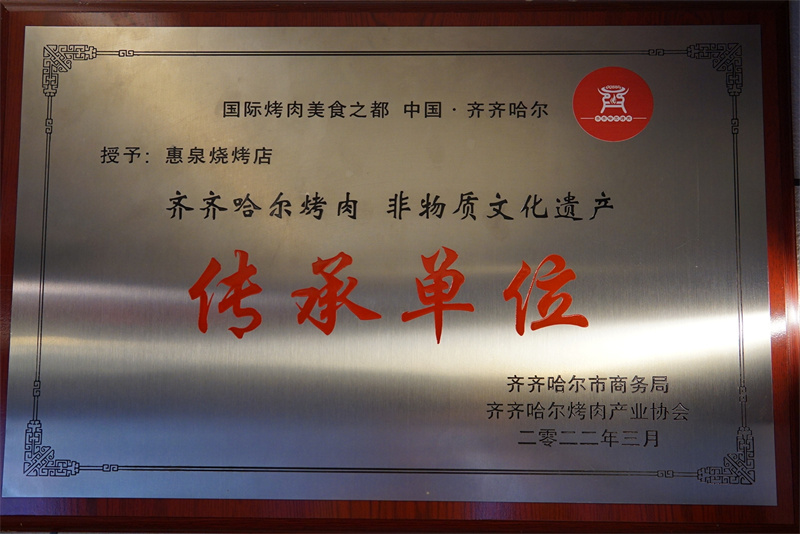 国际烤肉美食之都 中国·齐齐哈尔
授予：惠泉烧烤店
齐齐哈尔烤肉 非物质文化遗产
传承单位
齐齐哈尔市商务局
齐齐哈尔烤肉产业协会
二零二二年三月